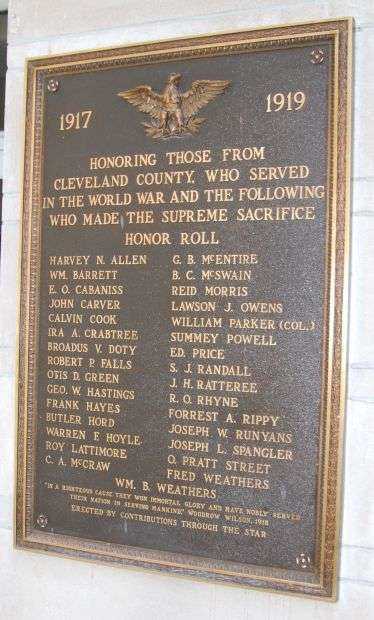 1917
1919
HONORING THOSE FROM
CLEVELAND COUNTY, WHO SERVED
IN THE WORLD WAR AND THE FOLLOWING
WHO MADE THE SUPREME SACRIFICE
HONOR ROLL
HARVEY N. ALLEN
WM. BARRETT
E. O. CABANISS
JOHN CARVER
CALVIN COOK
IRA A. CRABTREE
BROADUS V. DOTY
ROBERT P. FALLS
OTIS D. GREEN
GEO. W. HASTINGS
FRANK HAYES
BUTLER HORD
WARREN F. HOYLE
ROY LATTIMORE
C. A. McCRAW
G. B. McENTIRE
B. C. McSWAIN
REID MORRIS
LAWSON J. OWENS
WILLIAM PARKER (COL.)
SUMMEY POWELL
ED. PRICE
S. J. RANDALL
J. H. RATTEREE
R. O. RHYNE
FORREST A. RIPPY
JOSEPH W. RUNYANS
JOSEPH L. SPANGLER
O. PRATT STREET
FRED WEATHERS
WM. B. WEATHERS
"IN A RIGHTEOUS CAUSE THEY WON IMMORTAL GLORY AND HAVE NOBLY SERVED
THEIR NATION IN SERVING MANKIND." WOODROW WILSON, 1918
ERECTED BY CONTRIBUTIONS THROUGH THE STAR